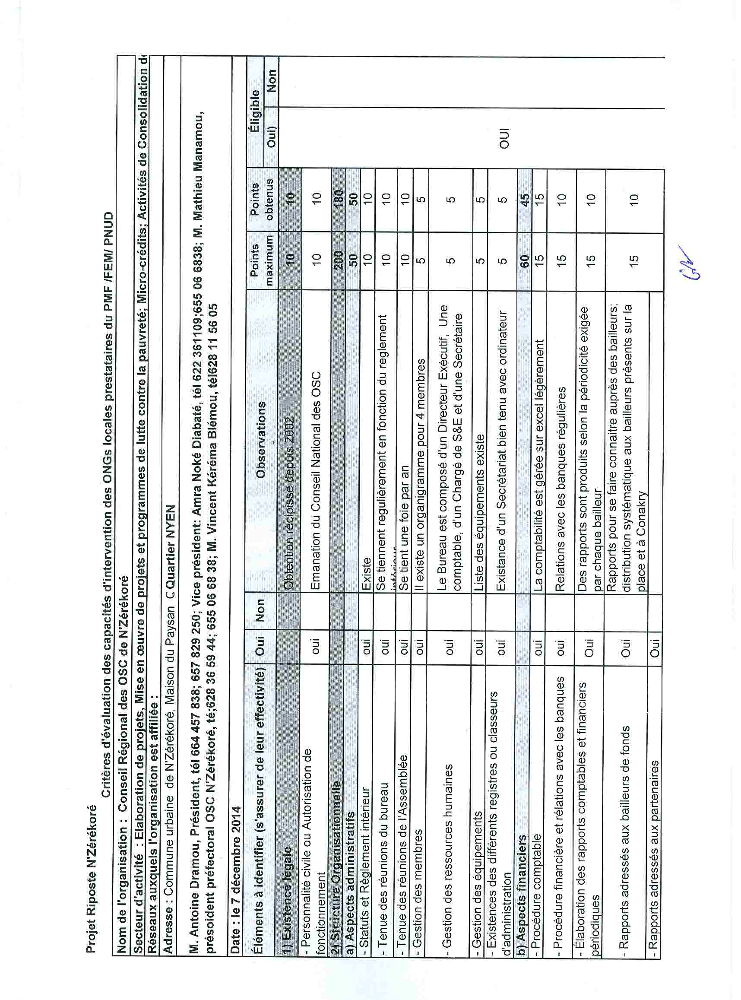 Projet Riposte N'Zérékoré
Critères d'évaluation des capacités d'intervention des ONGs locales prestataires du PMF /FEM/ PNUD
Nom de l'organisation : Conseil Régional des OSC de N'Zérékoré
Secteur d'activité : Elaboration de projets, Mise en œuvre de projets et programmes de lutte contre la pauvreté; Micro-crédits; Activités de Consolidation de
Réseaux auxquels l'organisation est affiliée :
Adresse : Commune urbaine de N'Zérékoré, Maison du Paysan C Quartier NYEN
M. Antoine Dramou, Président, tél 664 457 838; 657 829 250; Vice président: Amra Noké Diabaté, tél 622 361109;655 06 6838; M. Mathieu Manamou,
présoident préfectoral OSC N'Zérékoré, té;628 36 59 44; 655 06 68 38; M. Vincent Kéréma Blémou, tél628 11 56 05
Date : le 7 décembre 2014
Éléments à identifier (s'assurer de leur effectivité) Oui Non Observations Points maximum Points obtenus Éligible
Oui) Non
1) Existence légale Obtention récipissé depuis 2002 10 10
- Personnalité civile ou Autorisation de oui Emanation du Conseil National des OSC 10 10
fonctionnement
2) Structure Organisationnelle 200 180
a) Aspects administratifs 50 50
- Statuts et Règlement intérieur oui Existe 10 10
- Tenue des réunions du bureau oui Se tiennent regulièrement en fonction du reglement 10 10
intérieur
- Tenue des réunions de l'Assemblée oui Se tient une foie par an 10 10
- Gestion des membres oui Il existe un organigramme pour 4 membres 5 5
- Gestion des ressources humaines oui Le Bureau est composé d'un Directeur Exécutif, Une 5 5
comptable, d'un Chargé de S&E et d'une Secrétaire
- Gestion des équipements oui Liste des équipements existe 5 5
- Existences des différents registres ou classeurs oui Existance d'un Secrétariat bien tenu avec ordinateur 5 5 OUI
d'administration
b) Aspects financiers 60 45
- Procédure comptable oui La comptabilité est gérée sur excel légèrement 15 15
- Procédure financière et rélations avec les banques oui Relations avec les banques régulières 15 10
- Élaboration des rapports comptables et financiers Oui Des rapports sont produits selon la périodicité exigée 15 10
périodiques par chaque bailleur
- Rapports adressés aux bailleurs de fonds Oui Rapports pour se faire connaitre auprès des bailleurs; 15 10
distribution systématique aux bailleurs présents sur la
place et à Conakry
- Rapports adressés aux partenaires Oui